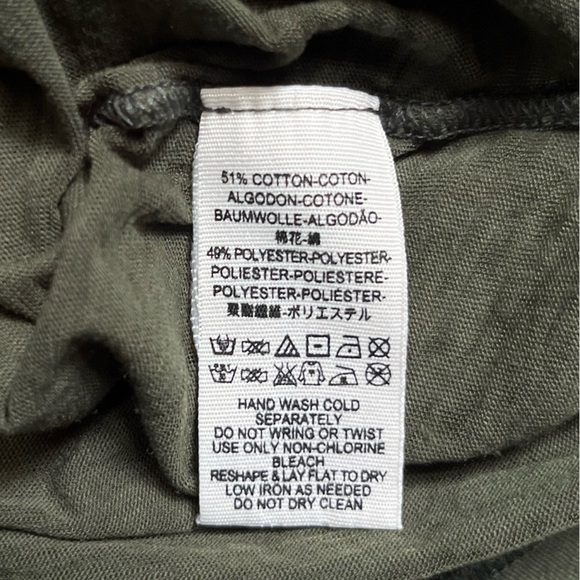 51% COTTON-COTON-
ALGODON-COTONE-
BAUMWOLLE-ALGODÃO-
棉花-綿
49% POLYESTER-POLYESTER-
POLIESTER-POLIESTERE-
POLYESTER-POLIÉSTER-
聚酯纖維-ポリエステル
HAND WASH COLD
SEPARATELY
DO NOT WRING OR TWIST
USE ONLY NON-CHLORINE
BLEACH
RESHAPE & LAY FLAT TO DRY
LOW IRON AS NEEDED
DO NOT DRY CLEAN